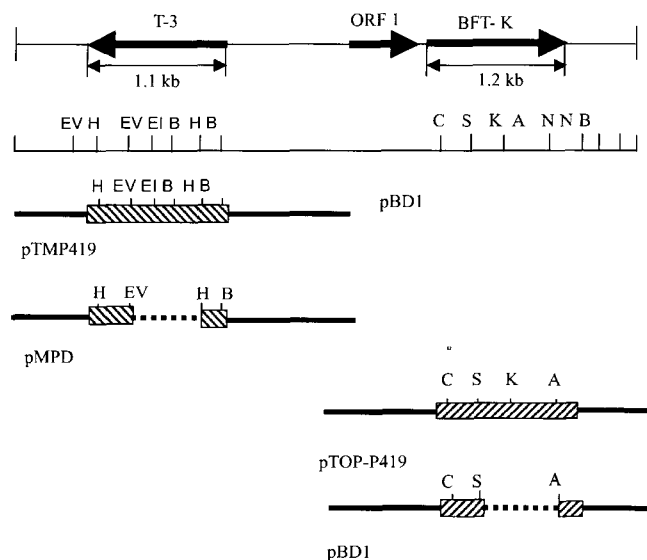 T-3 ORF 1 BFT- K
1.1 kb 1.2 kb
EV H EV EI B H B C S K A N N B
H EV EI B H B pBD1
pTMP419
H EV H B
pMPD
C S K A
pTOP-P419
C S A
pBD1